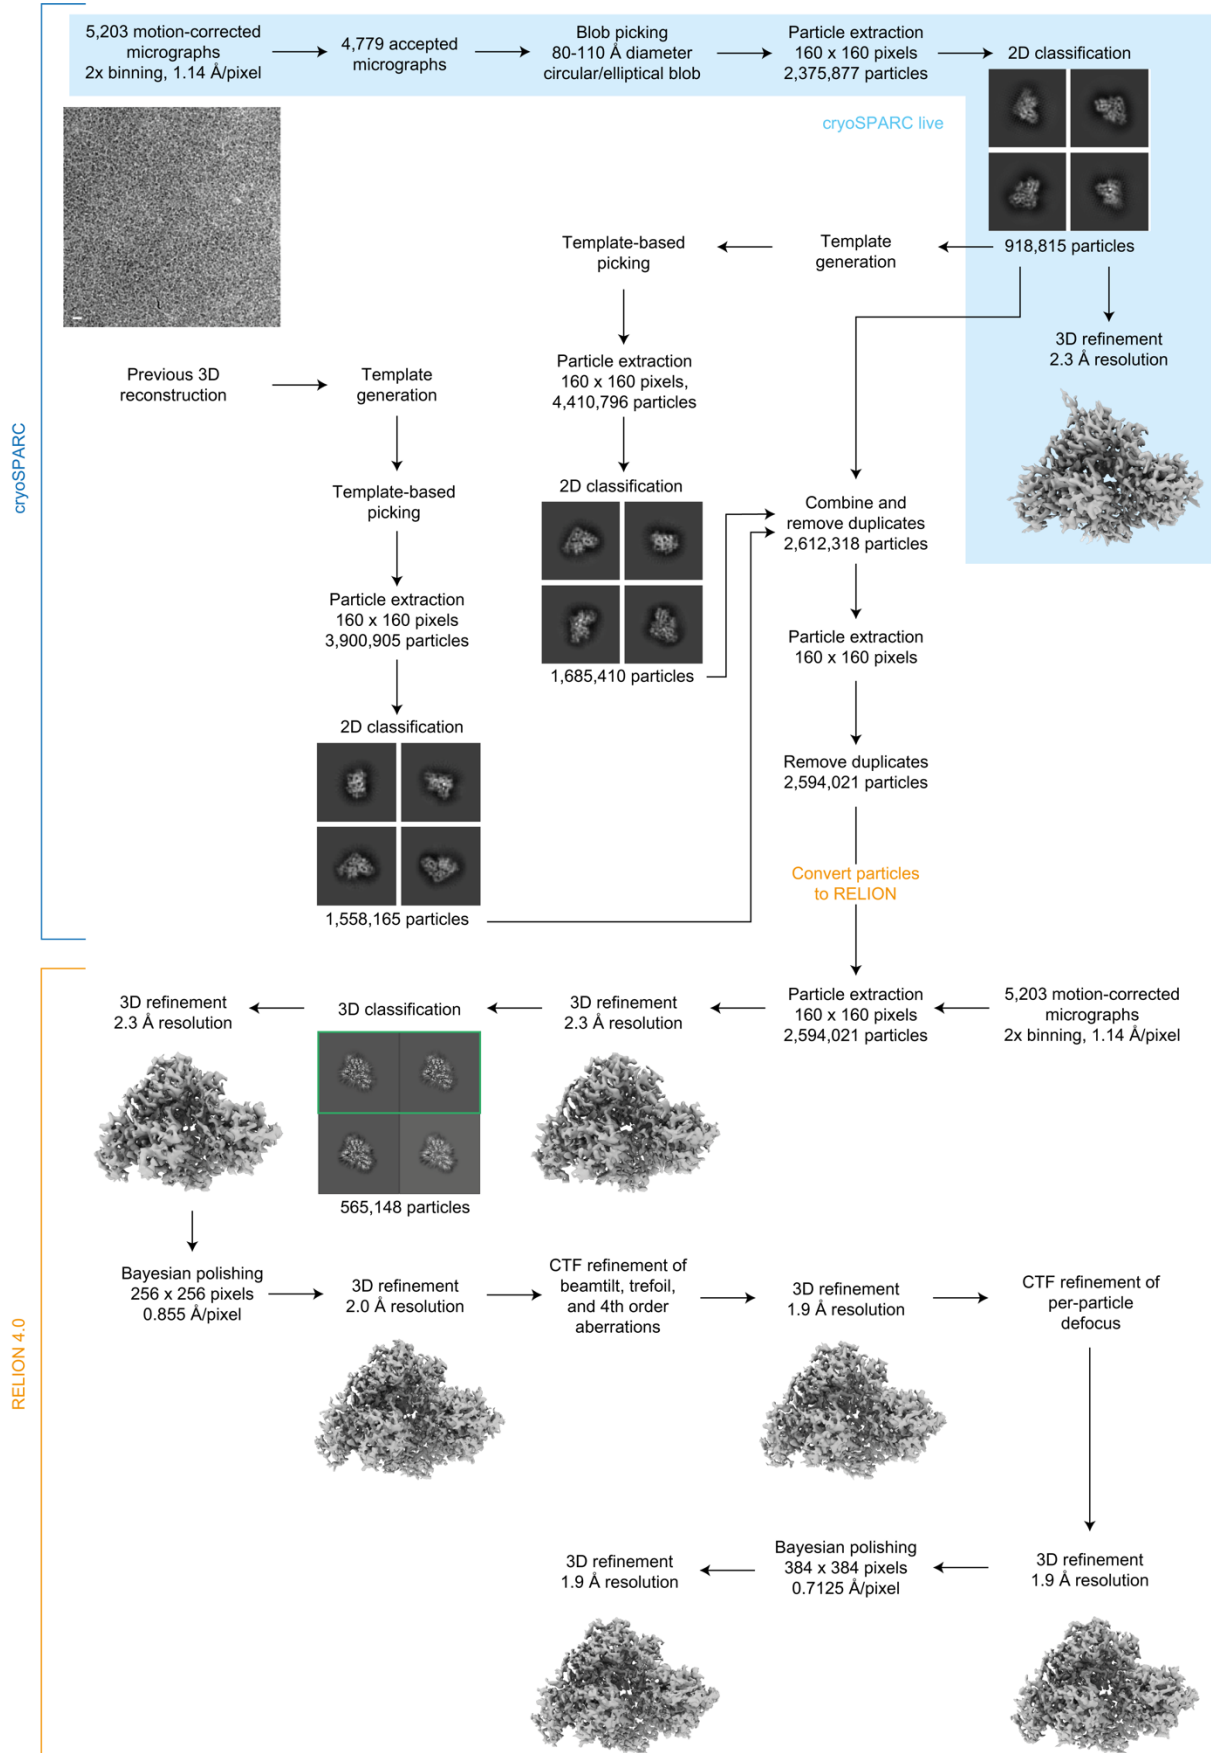 5,203 motion-corrected
micrographs
2x binning, 1.14 Å/pixel
4,779 accepted
micrographs
Blob picking
80-110 Å diameter
circular/elliptical blob
Particle extraction
160 x 160 pixels
2,375,877 particles
2D classification
cryoSPARC live
918,815 particles
Template
generation
Template-based
picking
3D refinement
2.3 Å resolution
Particle extraction
160 x 160 pixels,
4,410,796 particles
Previous 3D
reconstruction
Template
generation
cryoSPARC
2D classification
Template-based
picking
Combine and
remove duplicates
2,612,318 particles
Particle extraction
160 x 160 pixels
3,900,905 particles
Particle extraction
160 x 160 pixels
1,685,410 particles
2D classification
Remove duplicates
2,594,021 particles
Convert particles
to RELION
1,558,165 particles
3D refinement
2.3 Å resolution
3D classification
3D refinement
2.3 Å resolution
Particle extraction
160 x 160 pixels
2,594,021 particles
5,203 motion-corrected
micrographs
2x binning, 1.14 Å/pixel
565,148 particles
Bayesian polishing
256 x 256 pixels
0.855 Å/pixel
3D refinement
2.0 Å resolution
CTF refinement of
beamtilt, trefoil,
and 4th order
aberrations
3D refinement
1.9 Å resolution
CTF refinement of
per-particle
defocus
RELION 4.0
3D refinement
1.9 Å resolution
Bayesian polishing
384 x 384 pixels
0.7125 Å/pixel
3D refinement
1.9 Å resolution